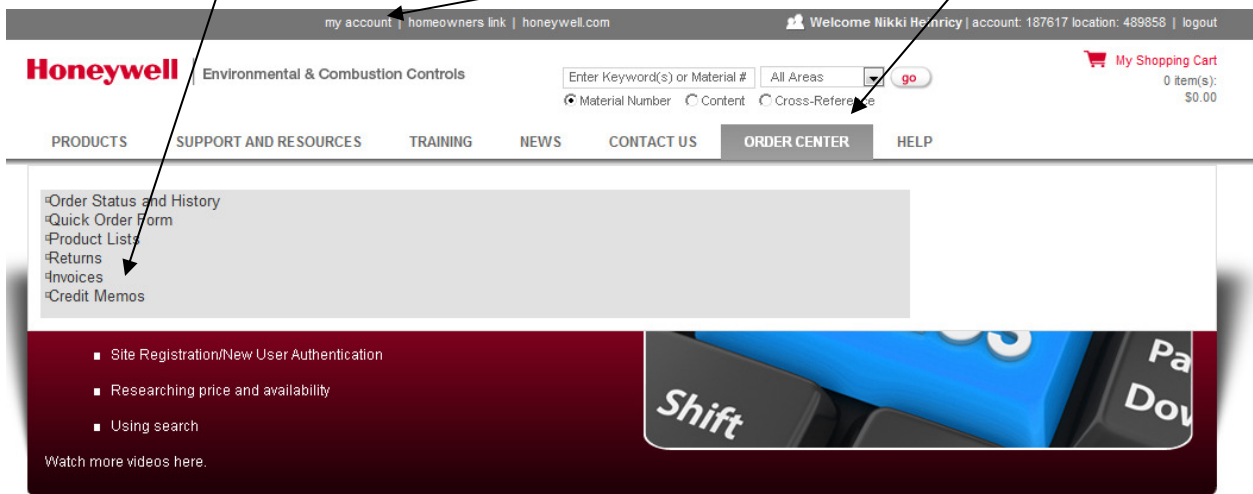 my account | homeowners link | honeywell.com
Welcome Nikki Heinricy | account: 187617 location: 489858 | logout
Honeywell | Environmental & Combustion Controls
Enter Keyword(s) or Material # All Areas go
My Shopping Cart
0 item(s):
$0.00
Material Number Content Cross-Reference
PRODUCTS SUPPORT AND RESOURCES TRAINING NEWS CONTACT US ORDER CENTER HELP
Order Status and History
Quick Order Form
Product Lists
Returns
Invoices
Credit Memos
Site Registration/New User Authentication
Researching price and availability
Using search
Watch more videos here.
Shift
Pa
Dow